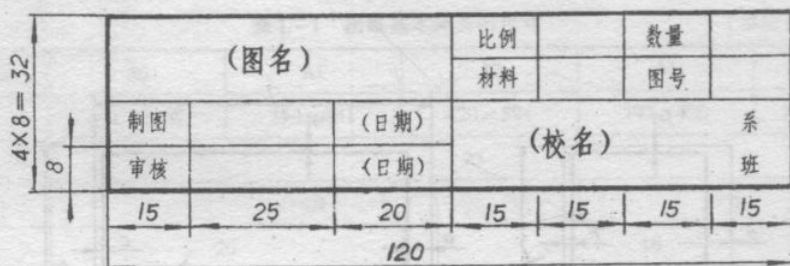 比例 数量
(图名)
材料 图号
4×8=32
制图 (日期) 系
(校名)
8 审核 (日期) 班
15 25 20 15 15 15 15
120